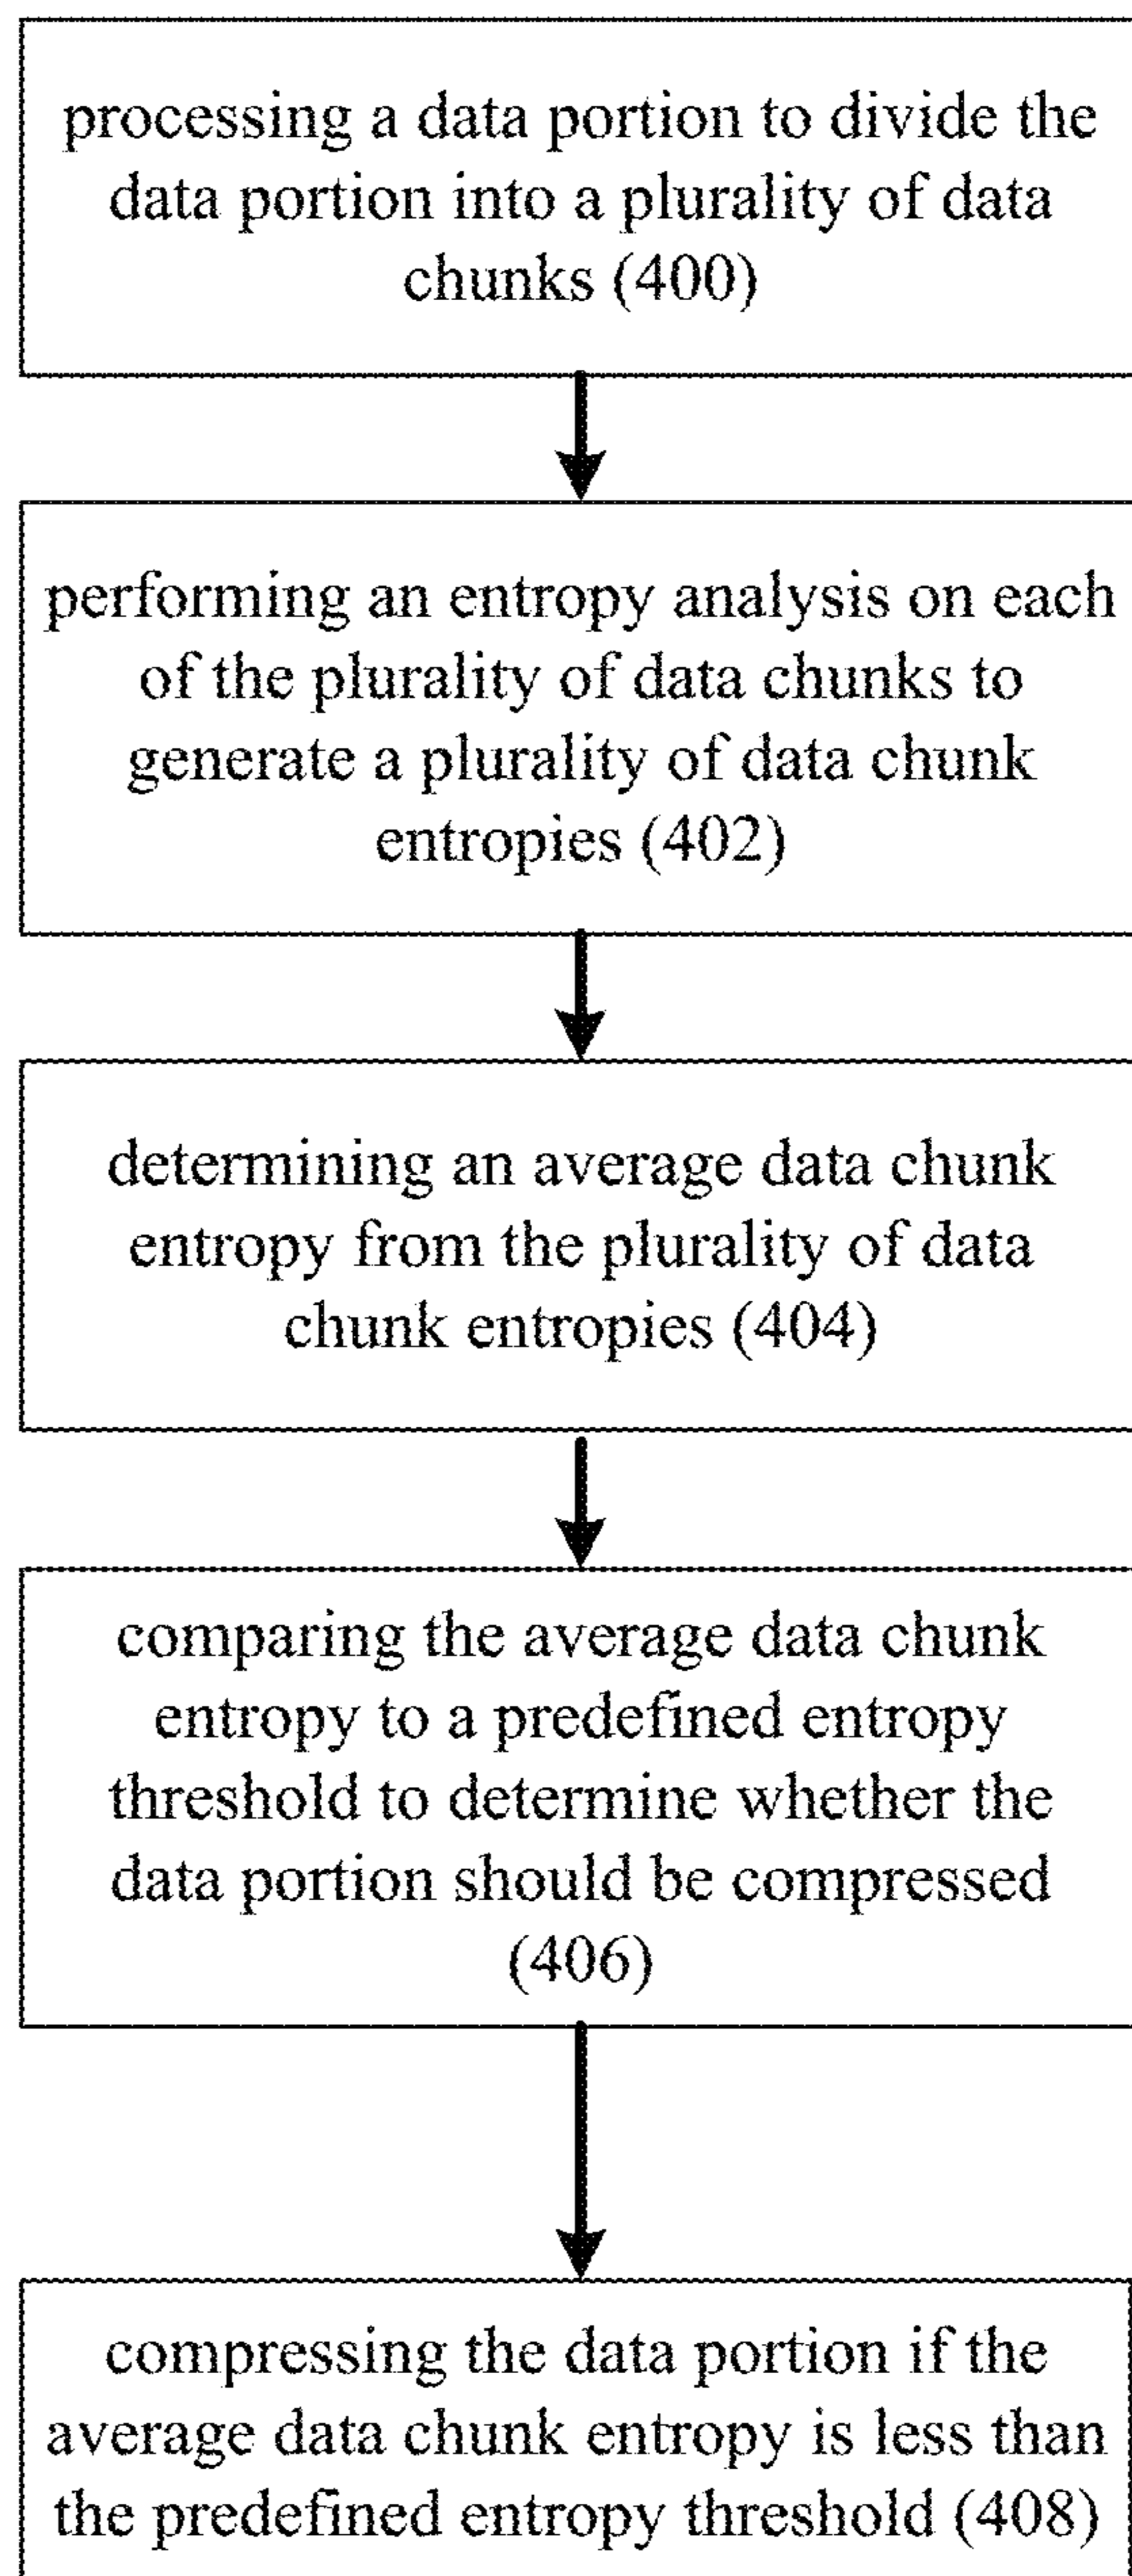 processing a data portion to divide the
data portion into a plurality of data
chunks (400)
performing an entropy analysis on each
of the plurality of data chunks to
generate a plurality of data chunk
entropies (402)
determining an average data chunk
entropy from the plurality of data
chunk entropies (404)
comparing the average data chunk
entropy to a predefined entropy
threshold to determine whether the
data portion should be compressed
(406)
compressing the data portion if the
average data chunk entropy is less than
the predefined entropy threshold (408)